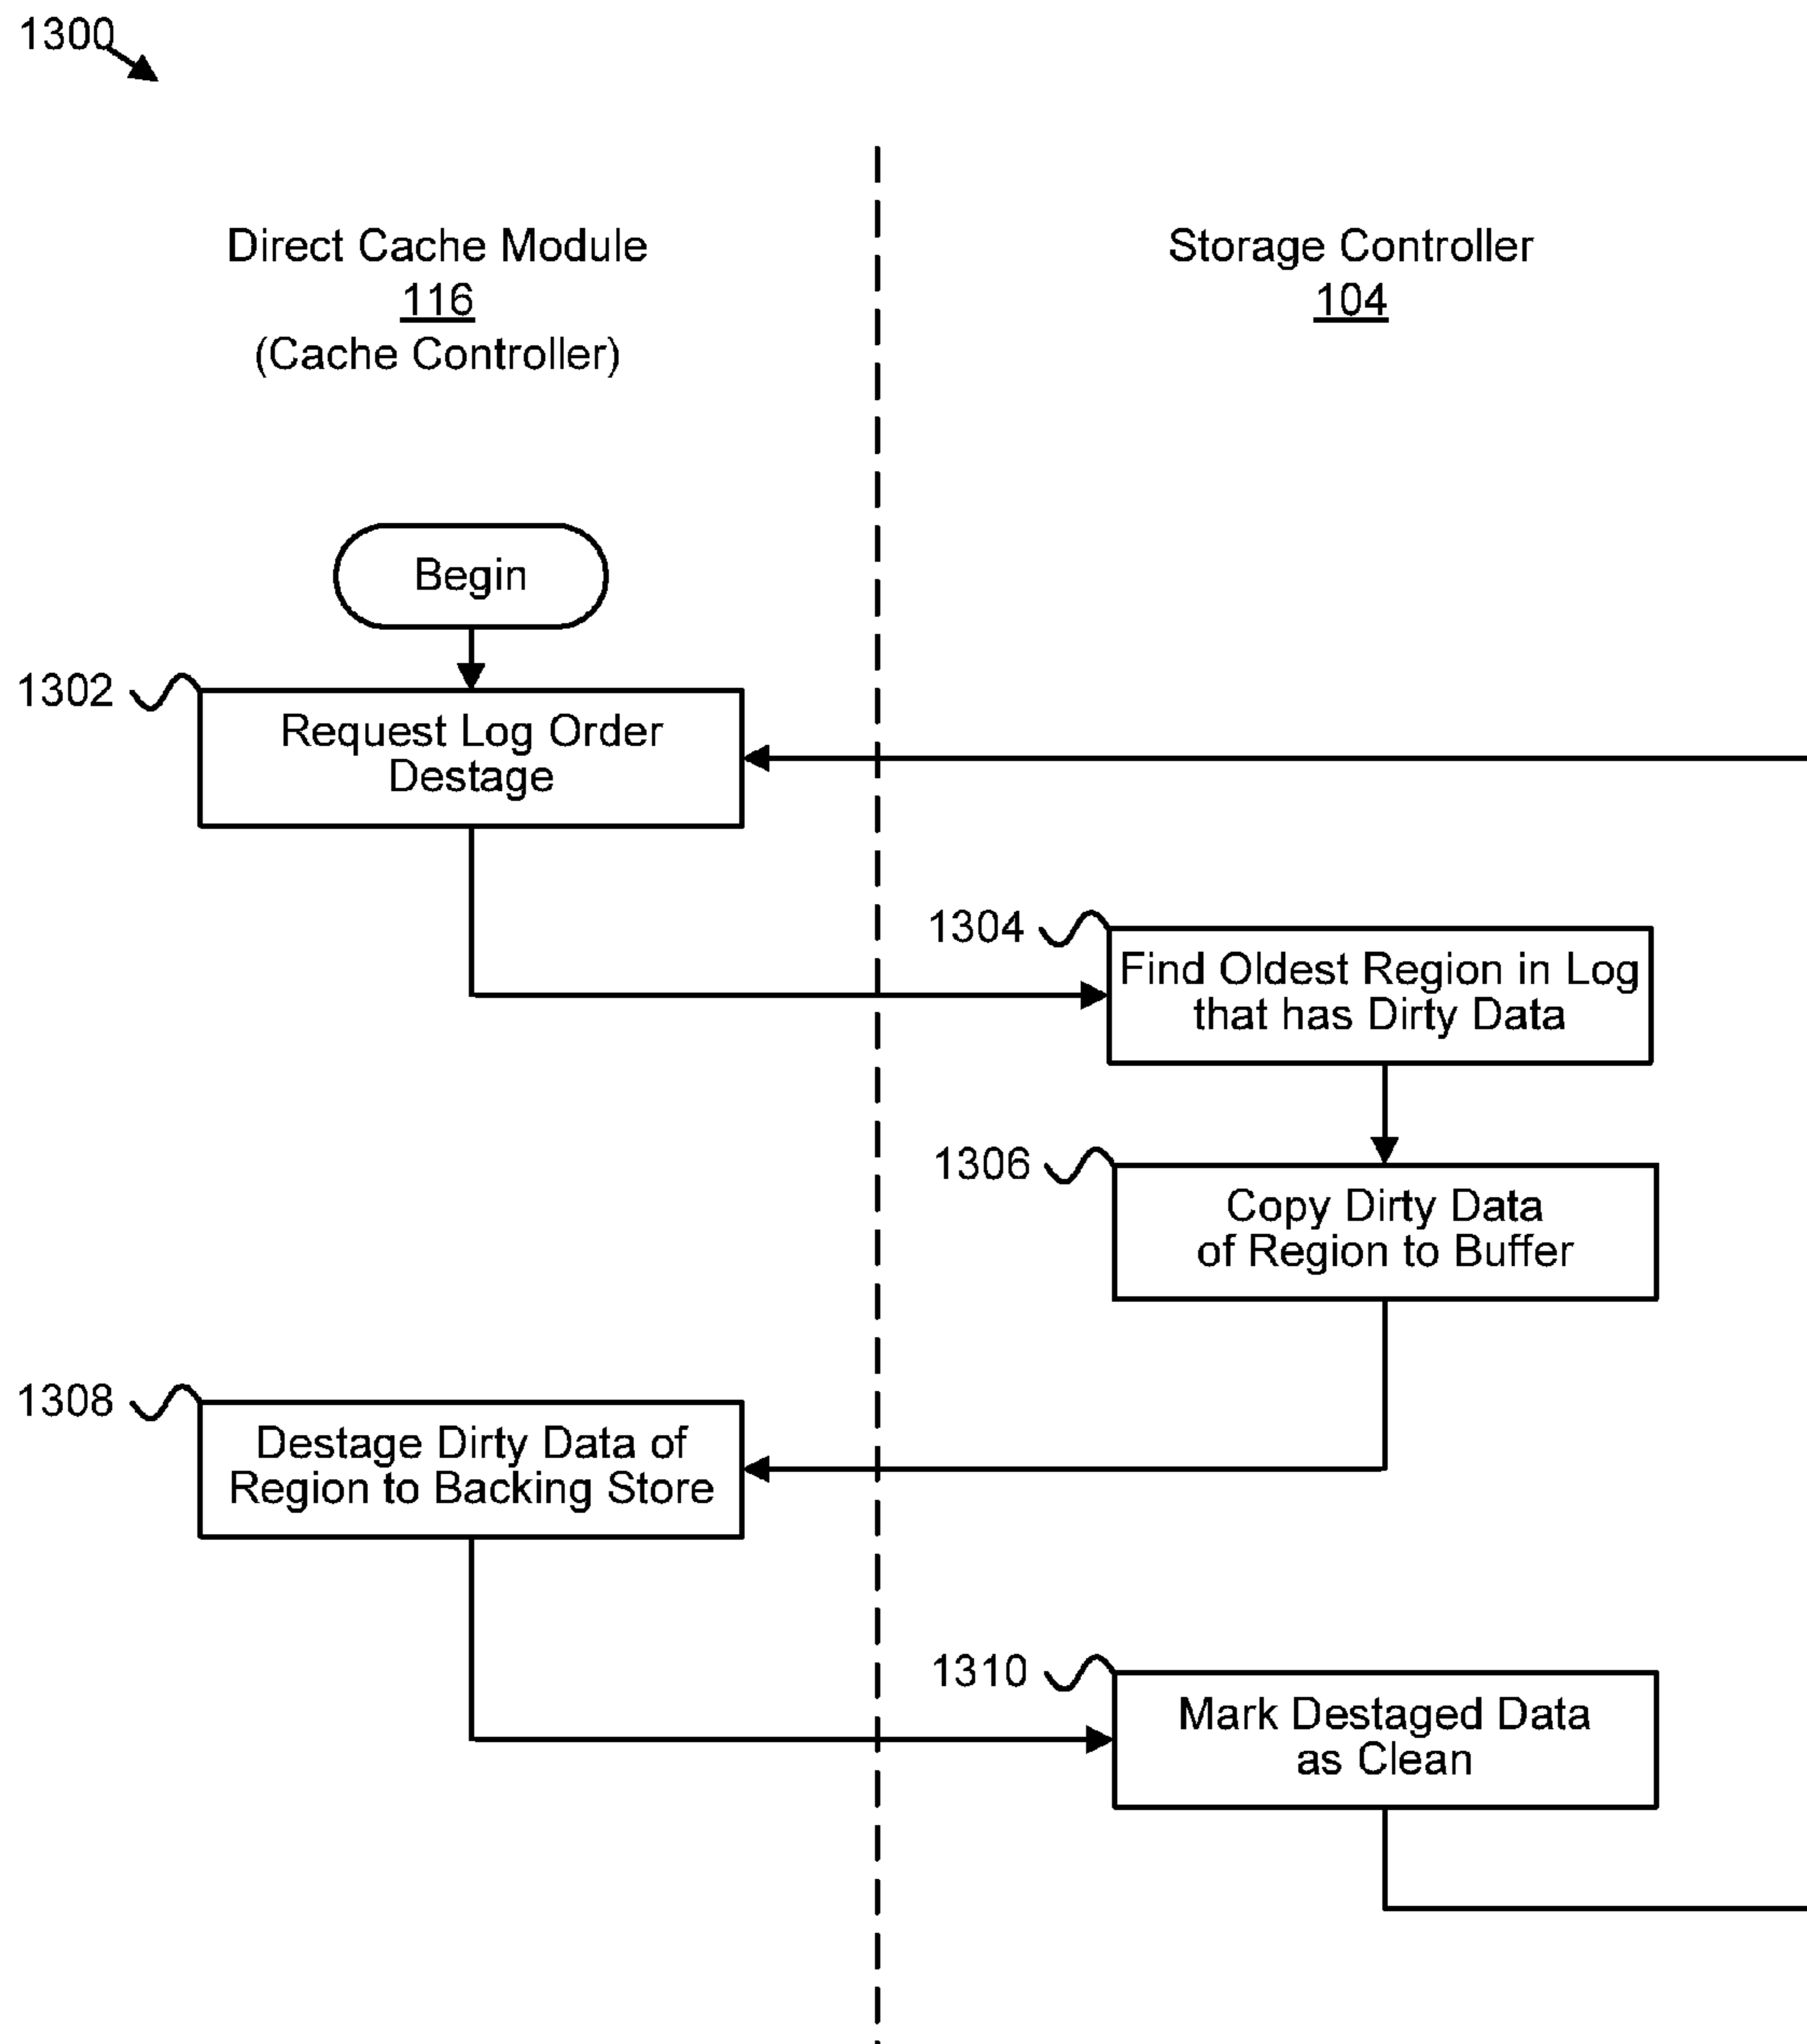 1300
Direct Cache Module
116
(Cache Controller)
Storage Controller
104
Begin
1302
Request Log Order
Destage
1304
Find Oldest Region in Log
that has Dirty Data
1306
Copy Dirty Data
of Region to Buffer
1308
Destage Dirty Data of
Region to Backing Store
1310
Mark Destaged Data
as Clean